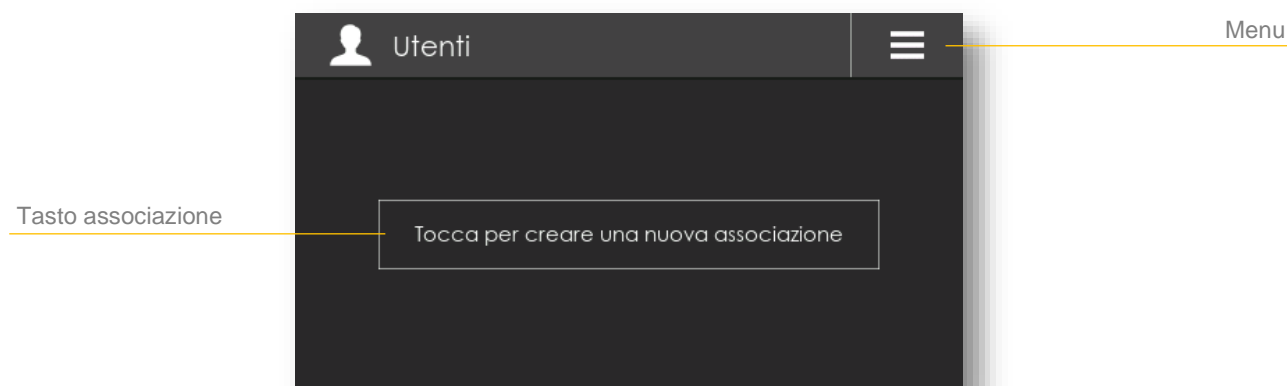 Menu
Utenti
Tasto associazione
Tocca per creare una nuova associazione